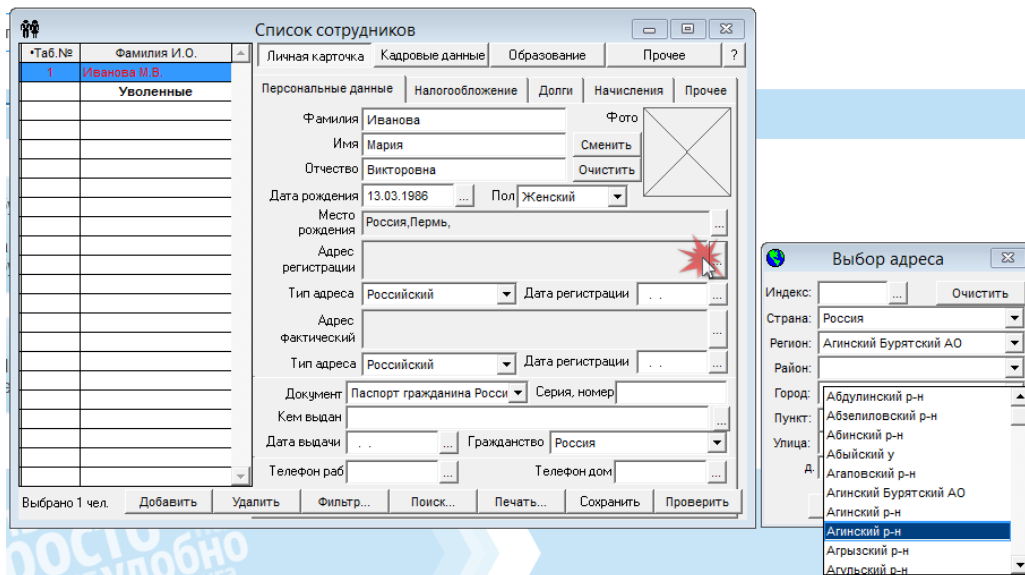 Список сотрудников
•Таб.№ Фамилия И.О.
1 Иванова М.В.
Уволенные
Личная карточка Кадровые данные Образование Прочее ?
Персональные данные Налогообложение Долги Начисления Прочее
Фамилия Иванова Фото
Имя Мария Сменить
Отчество Викторовна Очистить
Дата рождения 13.03.1986 ... Пол Женский
Место рождения Россия,Пермь, ...
Адрес регистрации ...
Тип адреса Российский Дата регистрации . . ...
Адрес фактический ...
Тип адреса Российский Дата регистрации . . ...
Документ Паспорт гражданина Росси Серия, номер
Кем выдан ...
Дата выдачи . . ... Гражданство Россия
Телефон раб ... Телефон дом ...
Выбрано 1 чел. Добавить Удалить Фильтр... Поиск... Печать... Сохранить Проверить
Выбор адреса
Индекс: ... Очистить
Страна: Россия
Регион: Агинский Бурятский АО
Район:
Город:
Пункт:
Улица:
д.
Абдулинский р-н
Абзелиловский р-н
Абинский р-н
Абыйский у
Агаповский р-н
Агинский Бурятский АО
Агинский р-н
Агинский р-н
Агрызский р-н
Агульский р-н